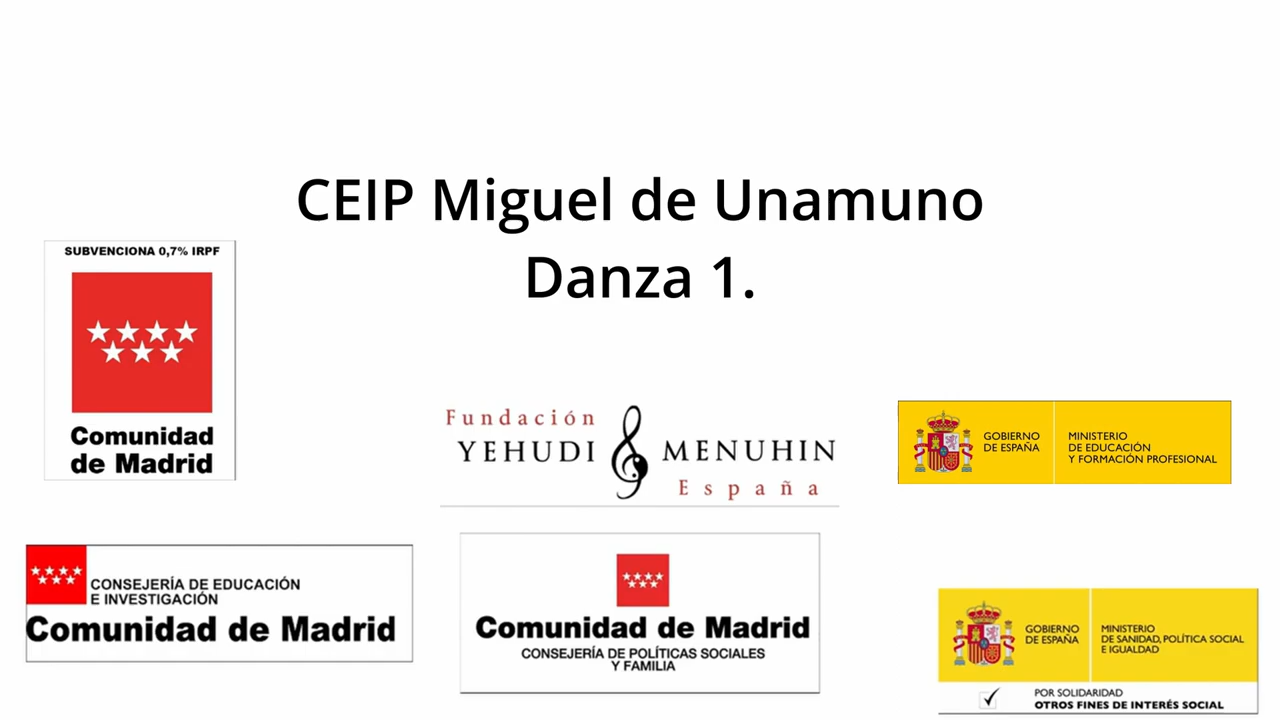 CEIP Miguel de Unamuno
Danza 1.
SUBVENCIONA 0,7% IRPF
Comunidad
de Madrid
Fundación
YEHUDI MENUHIN
España
GOBIERNO
DE ESPAÑA
MINISTERIO
DE EDUCACIÓN
Y FORMACIÓN PROFESIONAL
CONSEJERÍA DE EDUCACIÓN
E INVESTIGACIÓN
Comunidad de Madrid
Comunidad de Madrid
CONSEJERÍA DE POLÍTICAS SOCIALES
Y FAMILIA
GOBIERNO
DE ESPAÑA
MINISTERIO
DE SANIDAD, POLÍTICA SOCIAL
E IGUALDAD
POR SOLIDARIDAD
OTROS FINES DE INTERÉS SOCIAL